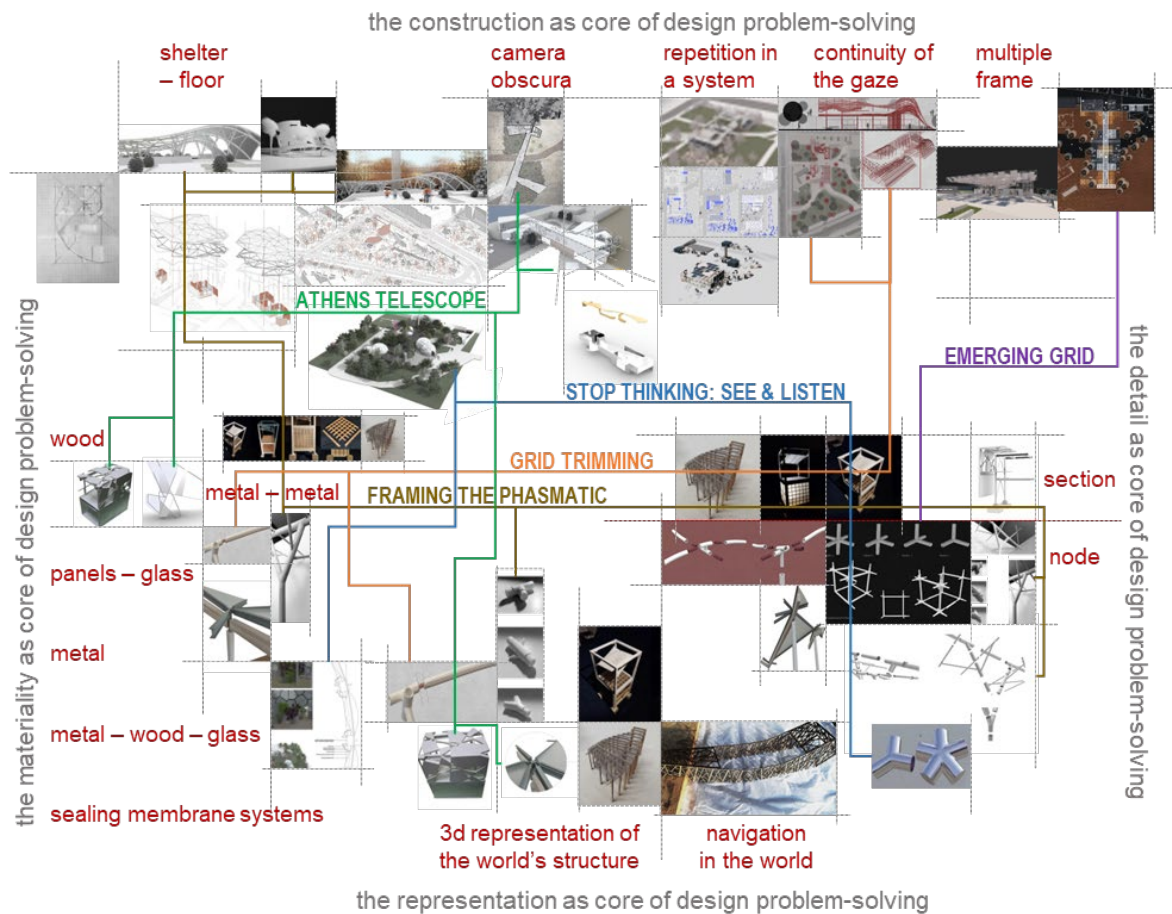 the construction as core of design problem-solving
shelter
– floor
camera
obscura
repetition in
a system
continuity of
the gaze
multiple
frame
ATHENS TELESCOPE
EMERGING GRID
STOP THINKING: SEE & LISTEN
wood
GRID TRIMMING
metal – metal
FRAMING THE PHASMATIC
section
node
panels – glass
metal
metal – wood – glass
sealing membrane systems
3d representation of
the world's structure
navigation
in the world
the materiality as core of design problem-solving
the detail as core of design problem-solving
the representation as core of design problem-solving